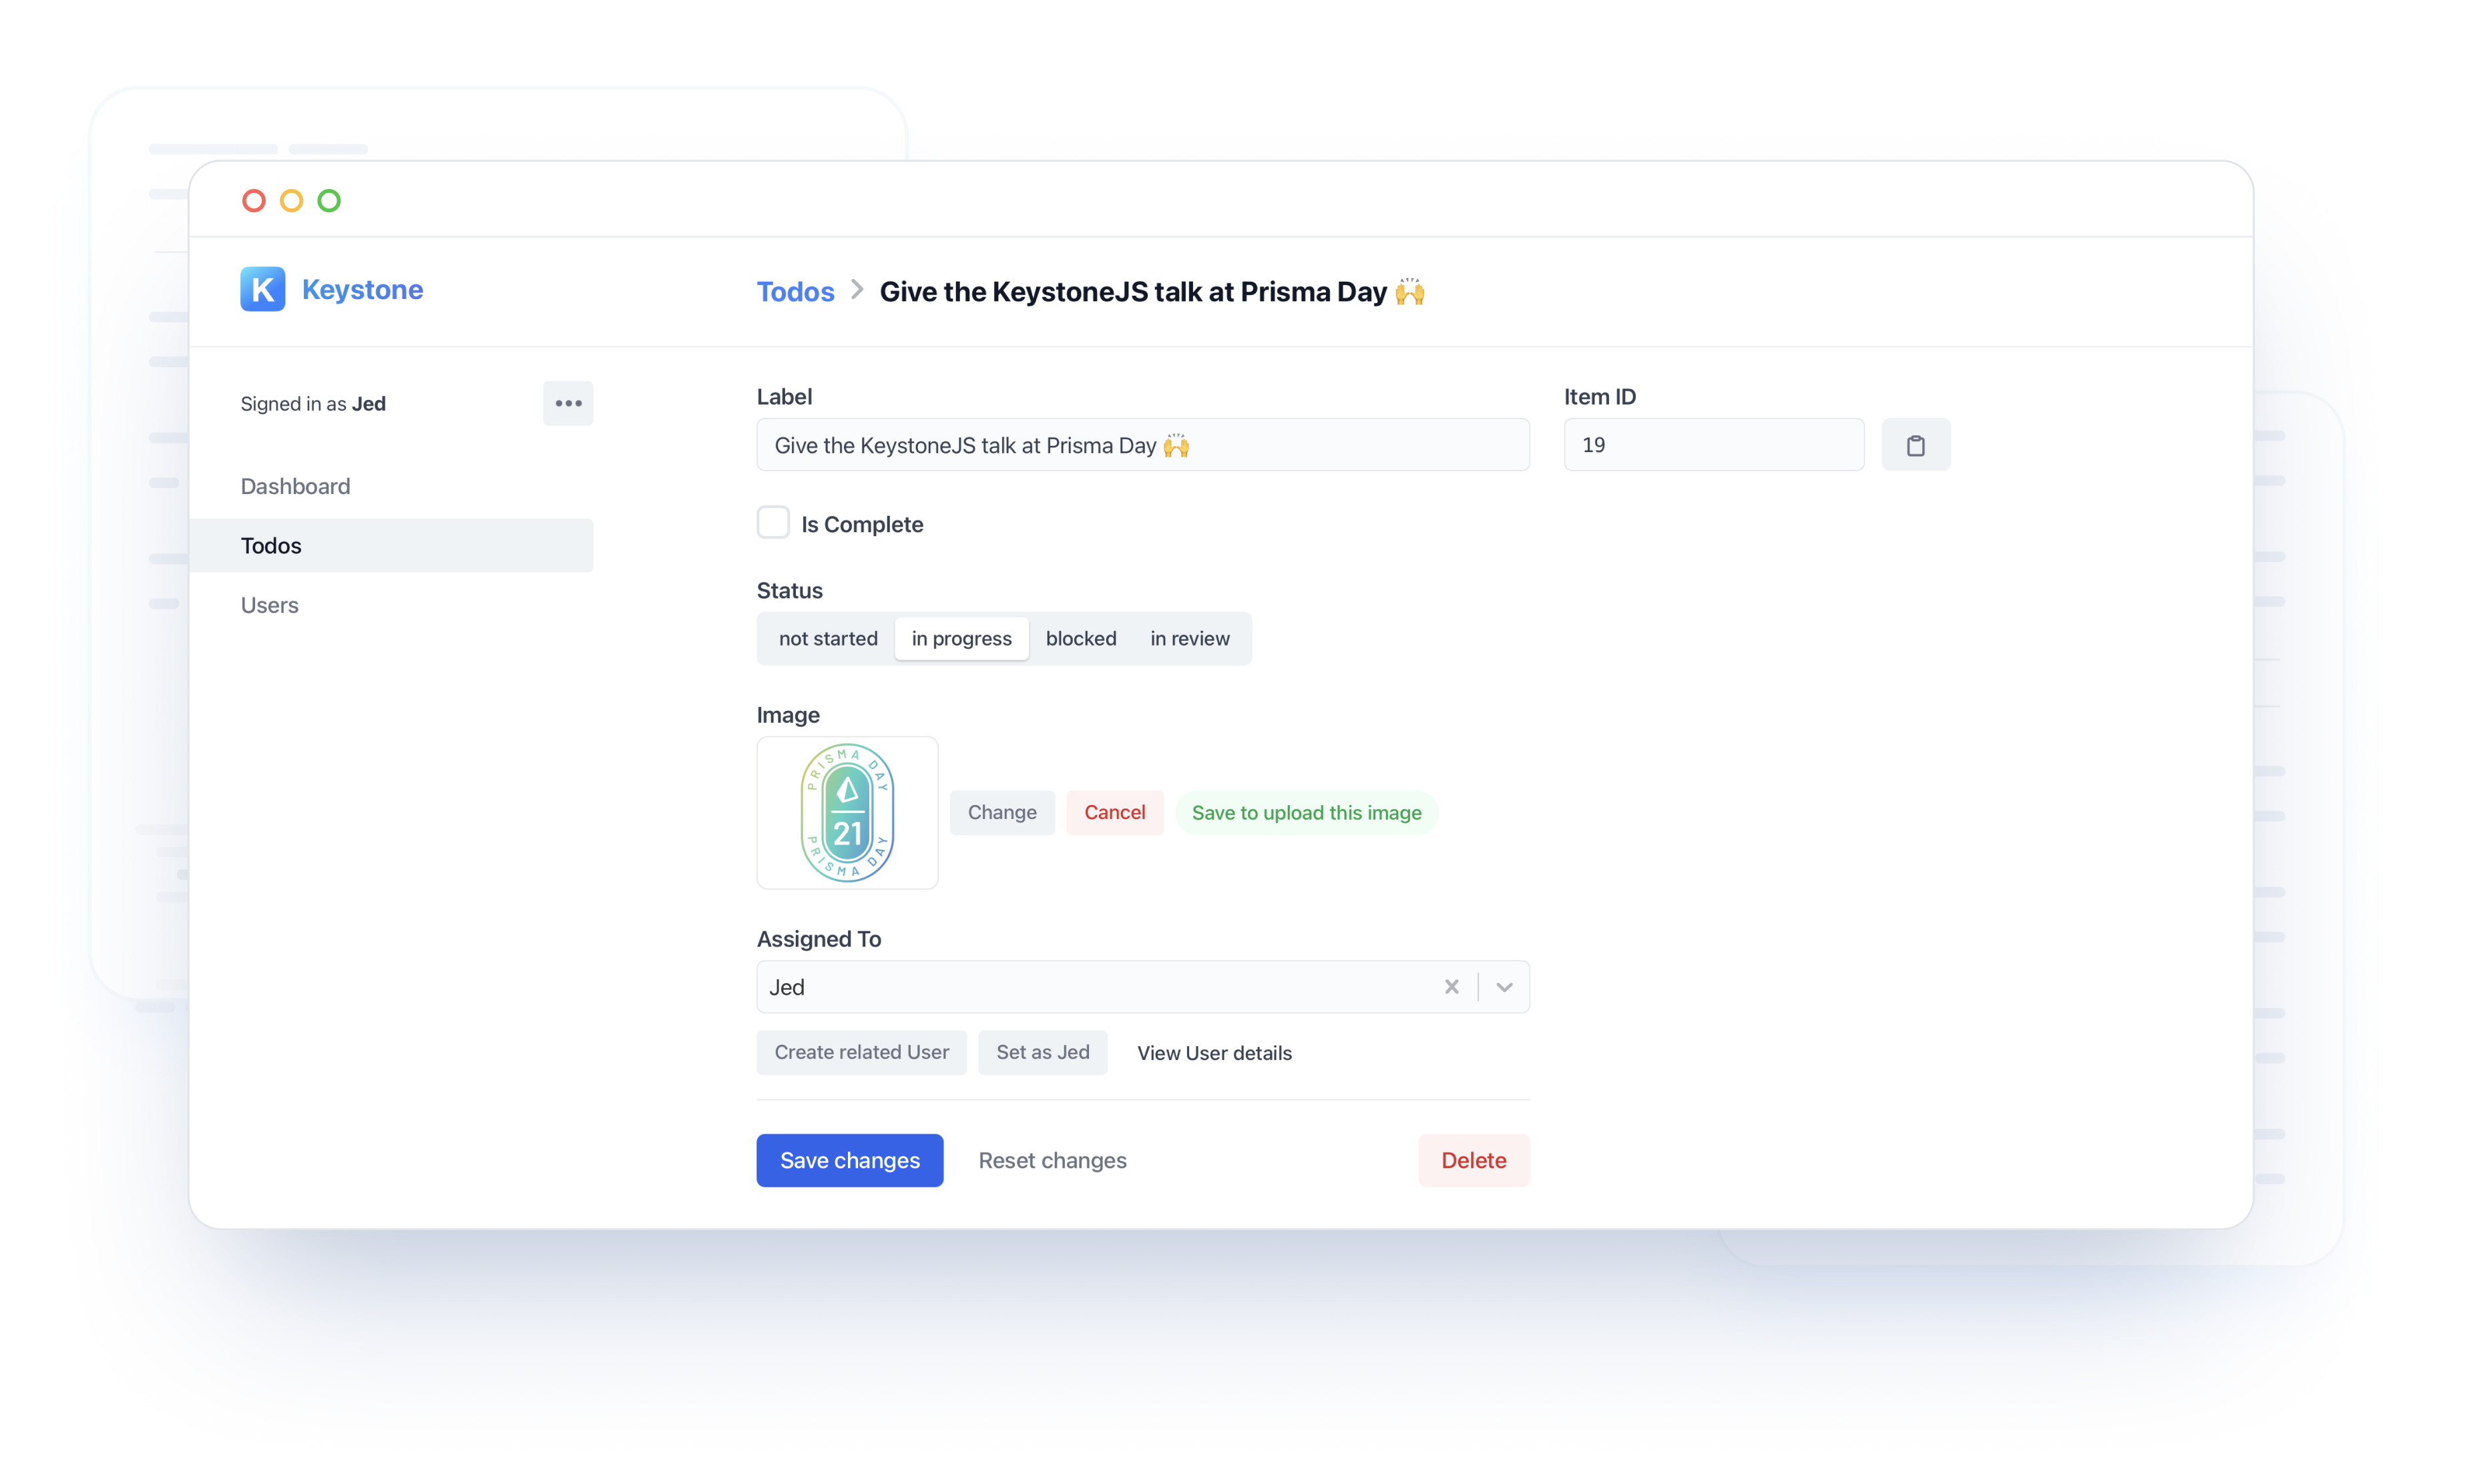 K Keystone
Todos > Give the KeystoneJS talk at Prisma Day 🙌
Signed in as Jed
•••
Dashboard
Todos
Users
Label
Give the KeystoneJS talk at Prisma Day 🙌
Item ID
19
Is Complete
Status
not started in progress blocked in review
Image
PRISMA DAY
21
PRISMA DAY
Change Cancel Save to upload this image
Assigned To
Jed
Create related User Set as Jed View User details
Save changes Reset changes Delete